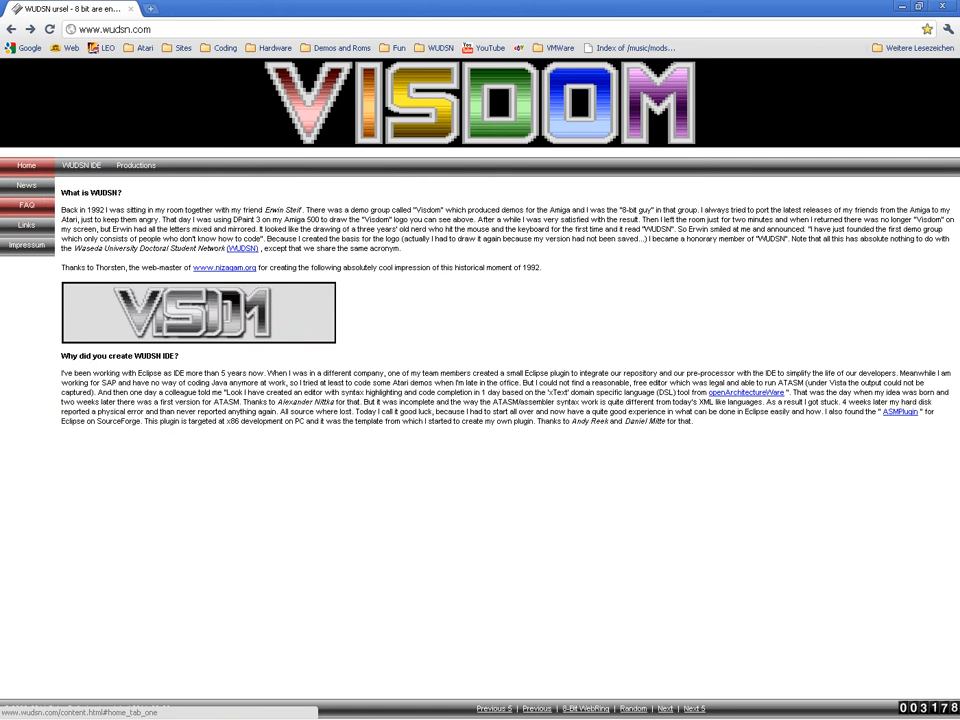 WUDSN ursel - 8 bit are en...
www.wudsn.com
Google Web LEO Atari Sites Coding Hardware Demos and Roms Fun WUDSN YouTube VMWare Index of /music/mods... Weitere Lesezeichen
VISDOM
Home WUDSN IDE Productions
News
FAQ
Links
Impressum
What is WUDSN?
Back in 1992 I was sitting in my room together with my friend Erwin Steif . There was a demo group called "Visdom" which produced demos for the Amiga and I was the "8-bit guy" in that group. I always tried to port the latest releases of my friends from the Amiga to my
Atari, just to keep them angry. That day I was using DPaint 3 on my Amiga 500 to draw the "Visdom" logo you can see above. After a while I was very satisfied with the result. Then I left the room just for two minutes and when I returned there was no longer "Visdom" on
my screen, but Erwin had all the letters mixed and mirrored. It looked like the drawing of a three years' old nerd who hit the mouse and the keyboard for the first time and it read "WUDSN". So Erwin smiled at me and announced: "I have just founded the first demo group
which only consists of people who don't know how to code". Because I created the basis for the logo (actually I had to draw it again because my version had not been saved...) I became a honorary member of "WUDSN". Note that all this has absolute nothing to do with
the Waseda University Doctoral Student Network (WUDSN) , except that we share the same acronym.
Thanks to Thorsten, the web-master of www.nizagam.org for creating the following absolutely cool impression of this historical moment of 1992.
Why did you create WUDSN IDE?
I've been working with Eclipse as IDE more than 5 years now. When I was in a different company, one of my team members created a small Eclipse plugin to integrate our repository and our pre-processor with the IDE to simplify the life of our developers. Meanwhile I am
working for SAP and have no way of coding Java anymore at work, so I tried at least to code some Atari demos when I'm late in the office. But I could not find a reasonable, free editor which was legal and able to run ATASM (under Vista the output could not be
captured). And then one day a colleague told me "Look I have created an editor with syntax highlighting and code completion in 1 day based on the 'xText' domain specific language (DSL) tool from openArchitectureWare ". That was the day when my idea was born and
two weeks later there was a first version for ATASM. Thanks to Alexander Nittka for that. But it was incomplete and the way the ATASM/assembler syntax work is quite different from today's XML like languages. As a result I got stuck. 4 weeks later my hard disk
reported a physical error and than never reported anything again. All source where lost. Today I call it good luck, because I had to start all over and now have a quite good experience in what can be done in Eclipse easily and how. I also found the " ASMPlugin " for
Eclipse on SourceForge. This plugin is targeted at x86 development on PC and it was the template from which I started to create my own plugin. Thanks to Andy Reek and Daniel Mitte for that.
www.wudsn.com/content.html#home_tab_one
Previous 5 | Previous | 8-Bit WebRing | Random | Next | Next 5
003178